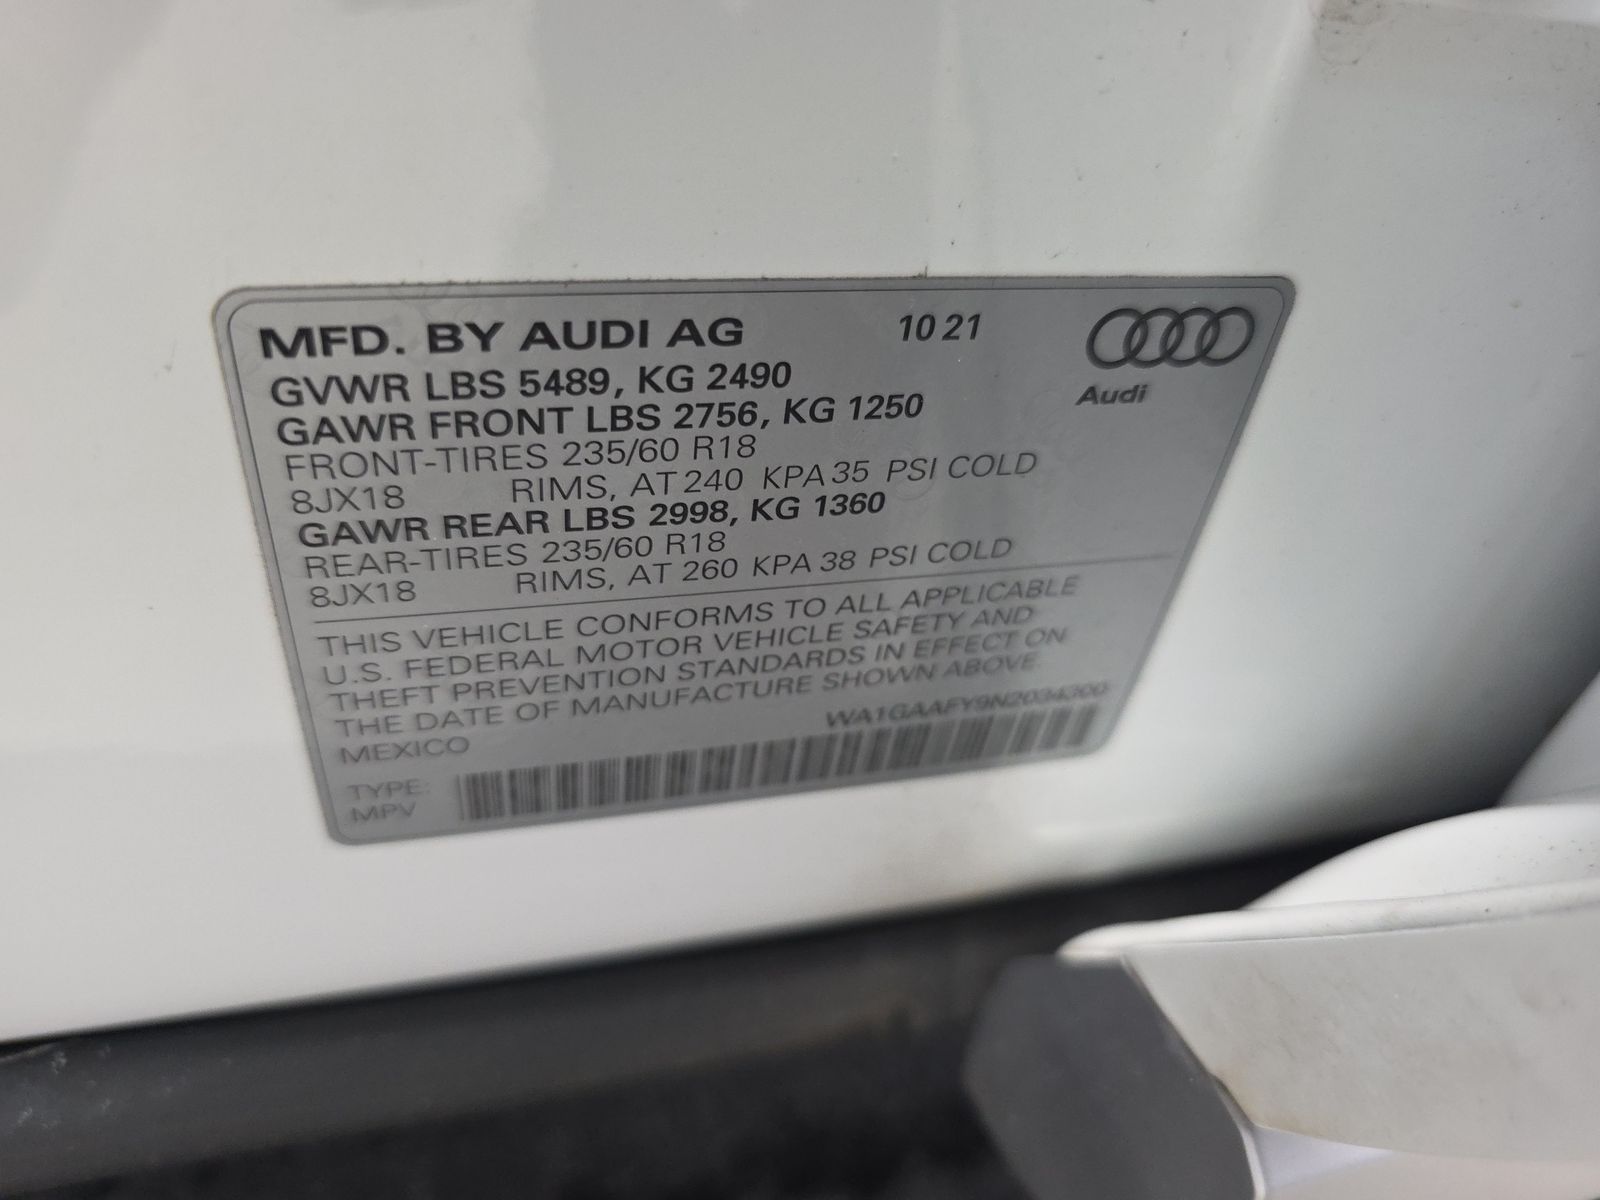 MFD. BY AUDI AG 10 21
Audi
GVWR LBS 5489, KG 2490
GAWR FRONT LBS 2756, KG 1250
FRONT-TIRES 235/60 R18
8JX18 RIMS, AT 240 KPA 35 PSI COLD
GAWR REAR LBS 2998, KG 1360
REAR-TIRES 235/60 R18
8JX18 RIMS, AT 260 KPA 38 PSI COLD
THIS VEHICLE CONFORMS TO ALL APPLICABLE
U.S. FEDERAL MOTOR VEHICLE SAFETY AND
THEFT PREVENTION STANDARDS IN EFFECT ON
THE DATE OF MANUFACTURE SHOWN ABOVE.
MEXICO WA1GAAFY9N2034300
TYPE:
MPV